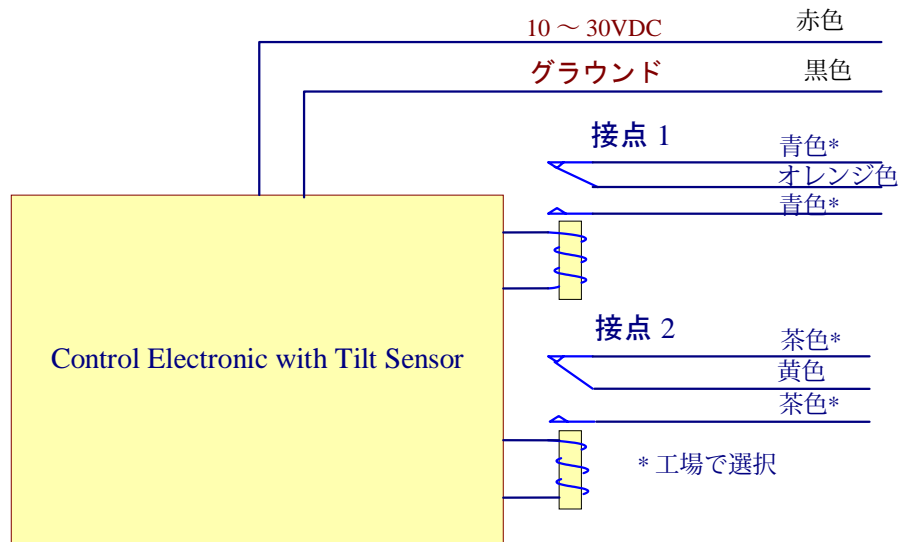 10 ～ 30VDC
赤色
グラウンド
黒色
接点 1
青色*
オレンジ色
青色*
Control Electronic with Tilt Sensor
接点 2
茶色*
黄色
茶色*
* 工場で選択